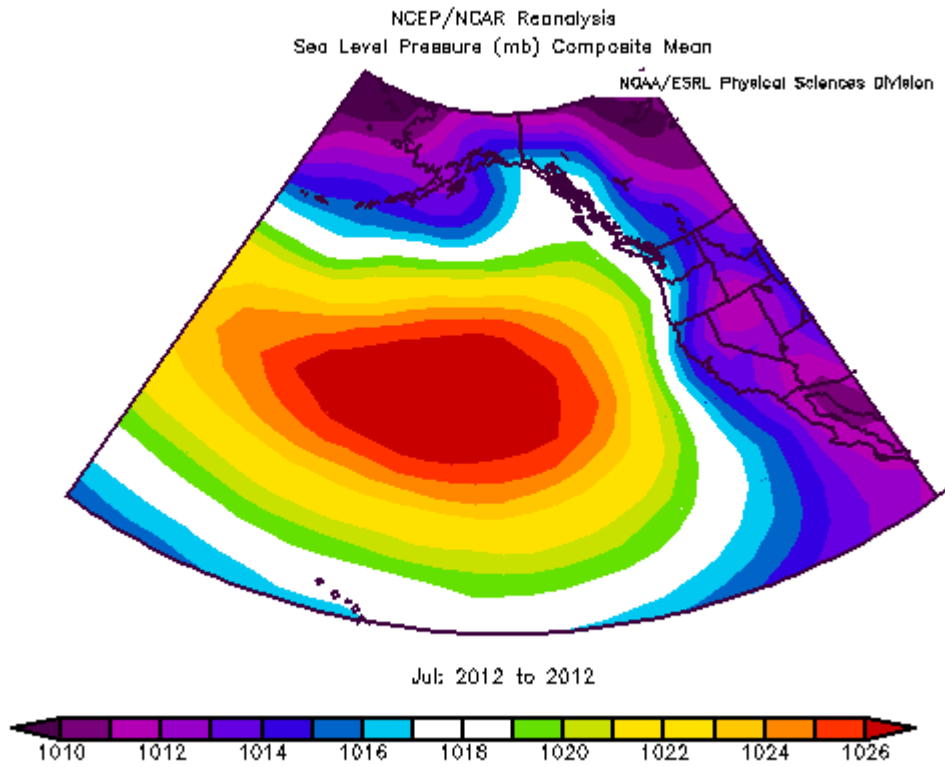 NCEP/NCAR Reanalysis
Sea Level Pressure (mb) Composite Mean
NOAA/ESRL Physical Sciences Division
Jul: 2012 to 2012
1010 1012 1014 1016 1018 1020 1022 1024 1026